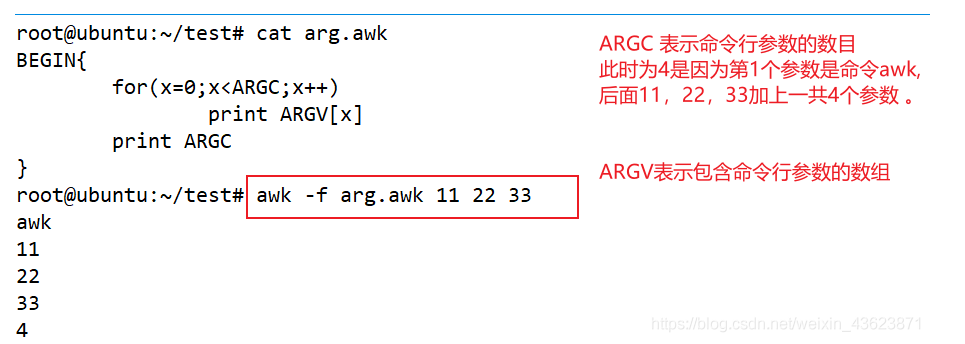 root@ubuntu:~/test# cat arg.awk
BEGIN{
        for(x=0;x<ARGC;x++)
                print ARGV[x]
        print ARGC
}
root@ubuntu:~/test# awk -f arg.awk 11 22 33
awk
11
22
33
4
ARGC 表示命令行参数的数目
此时为4是因为第1个参数是命令awk,
后面11，22，33加上一共4个参数 。
ARGV表示包含命令行参数的数组
https://blog.csdn.net/weixin_43623871